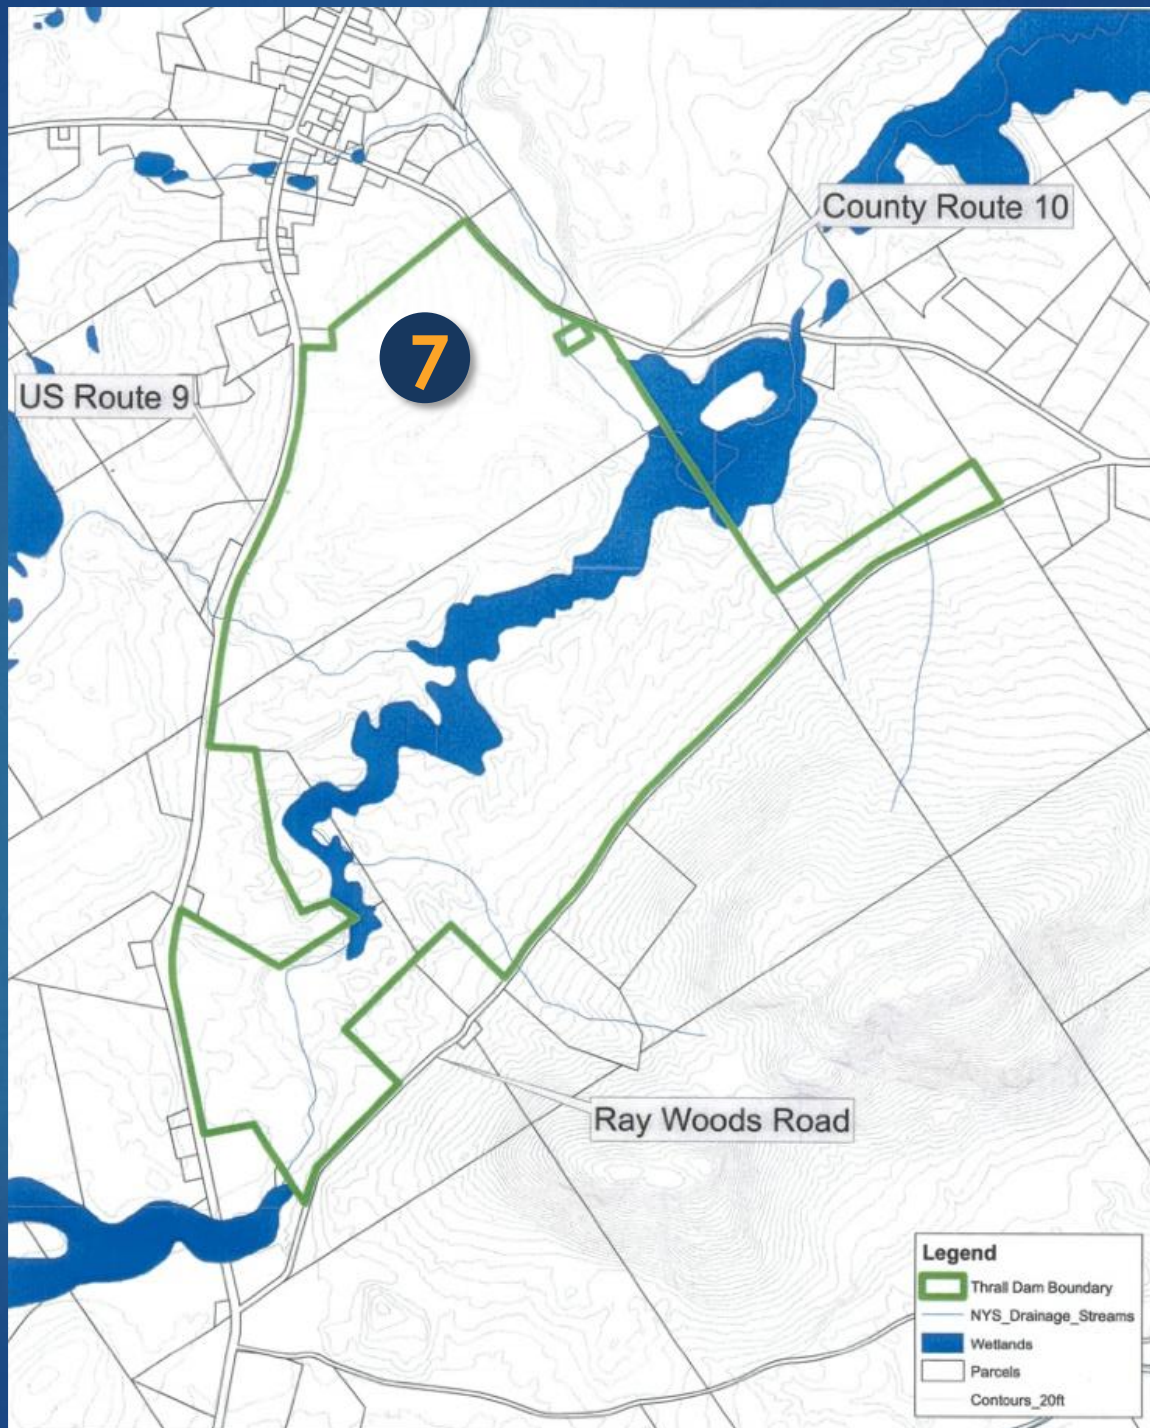 County Route 10
7
US Route 9
Ray Woods Road
Legend
Thrall Dam Boundary
NYS_Drainage_Streams
Wetlands
Parcels
Contours_20ft